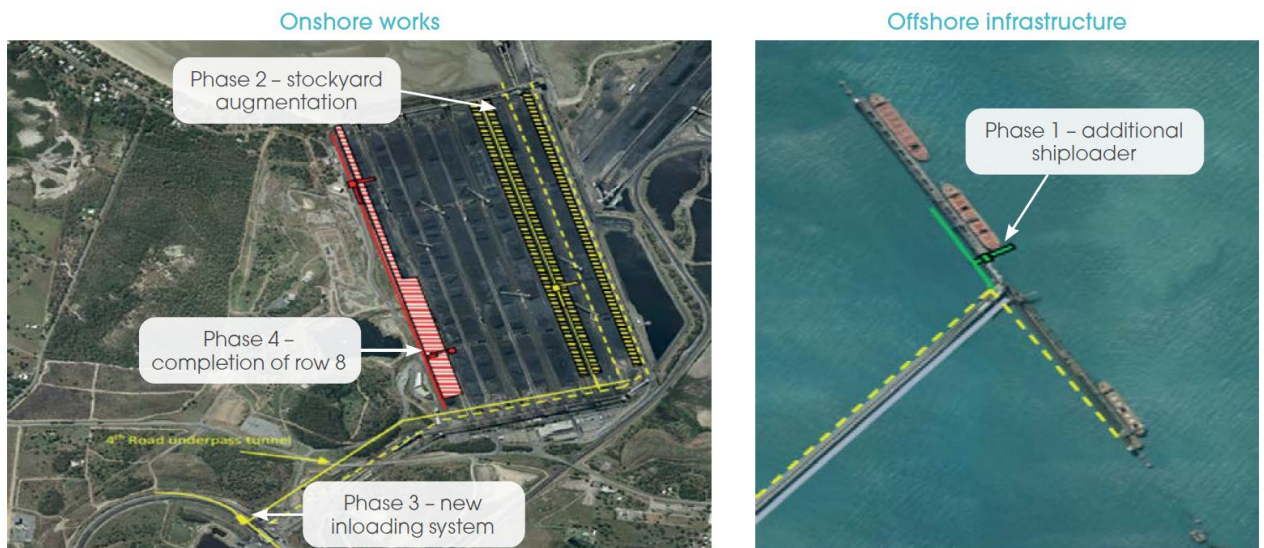 Onshore works
Offshore infrastructure
Phase 2 – stockyard
augmentation
Phase 1 – additional
shiploader
Phase 4 –
completion of row 8
4th Road underpass tunnel
Phase 3 – new
inloading system